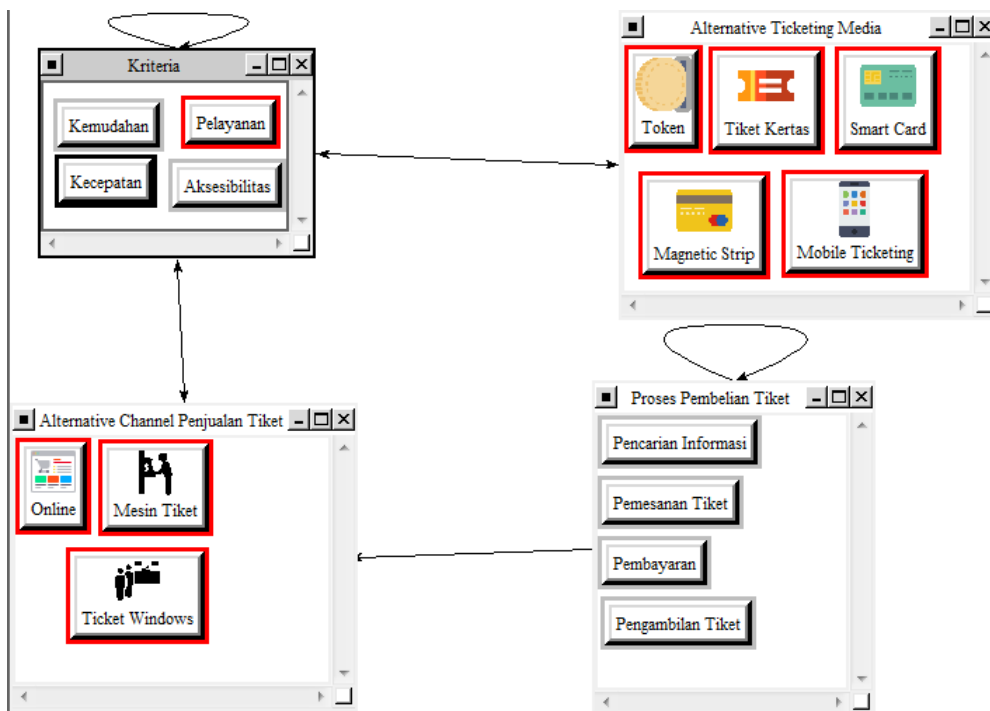 Kriteria
Kemudahan
Pelayanan
Kecepatan
Aksesibilitas
Alternative Ticketing Media
Token
Tiket Kertas
Smart Card
Magnetic Strip
Mobile Ticketing
Alternative Channel Penjualan Tiket
Online
Mesin Tiket
Ticket Windows
Proses Pembelian Tiket
Pencarian Informasi
Pemesanan Tiket
Pembayaran
Pengambilan Tiket